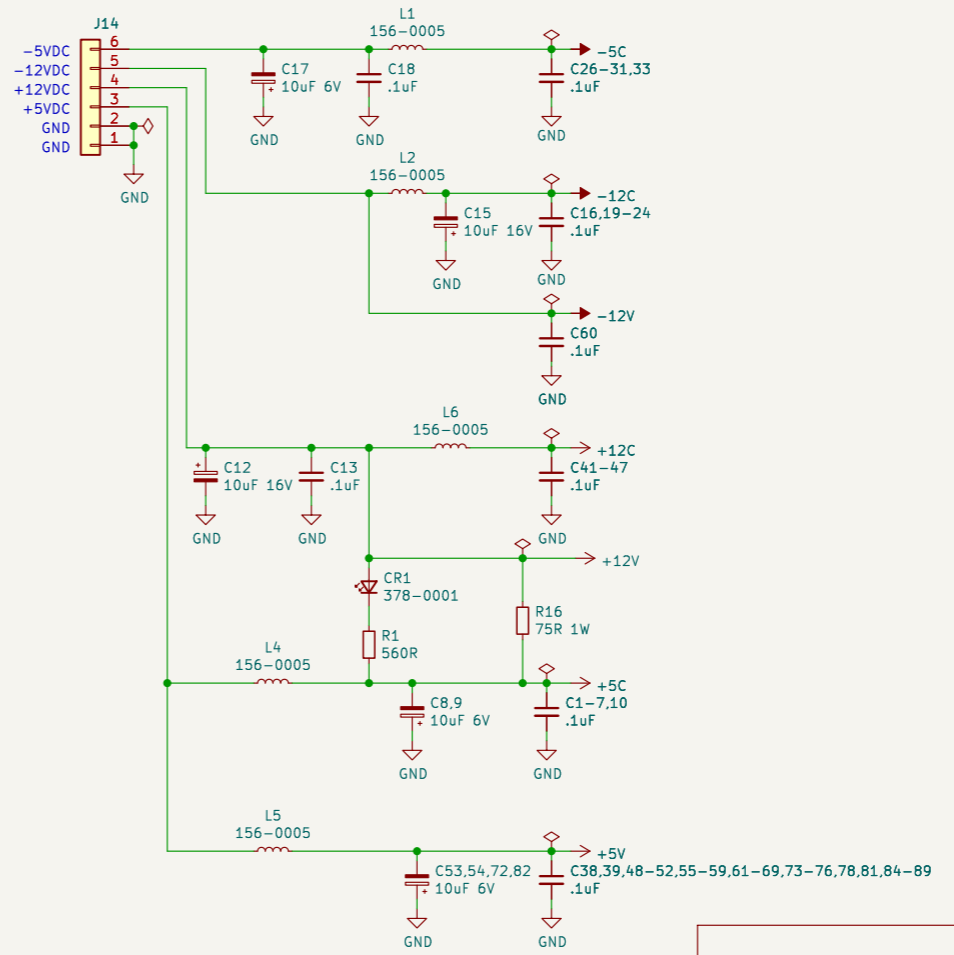 J14
-5VDC 6
-12VDC 5
+12VDC 4
+5VDC 3
GND 2
GND 1
GND
L1
156-0005
-5C
C17
10uF 6V
+
GND
C18
.1uF
GND
C26-31,33
.1uF
GND
L2
156-0005
-12C
C15
10uF 16V
+
GND
C16,19-24
.1uF
GND
-12V
C60
.1uF
GND
L6
156-0005
+12C
+
C12
10uF 16V
GND
C13
.1uF
GND
C41-47
.1uF
GND
+12V
CR1
378-0001
R16
75R 1W
R1
560R
L4
156-0005
+5C
C8,9
10uF 6V
+
GND
C1-7,10
.1uF
GND
L5
156-0005
+5V
C53,54,72,82
10uF 6V
+
GND
C38,39,48-52,55-59,61-69,73-76,78,81,84-89
.1uF
GND